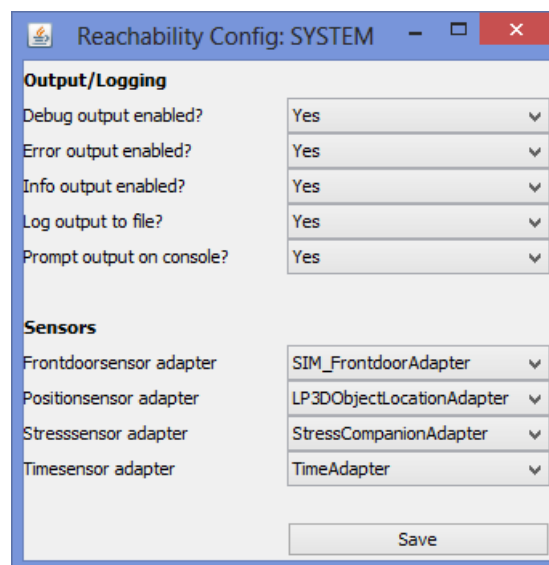 Reachability Config: SYSTEM
Output/Logging
Debug output enabled? Yes
Error output enabled? Yes
Info output enabled? Yes
Log output to file? Yes
Prompt output on console? Yes
Sensors
Frontdoorsensor adapter SIM_FrontdoorAdapter
Positionsensor adapter LP3DObjectLocationAdapter
Stresssensor adapter StressCompanionAdapter
Timesensor adapter TimeAdapter
Save